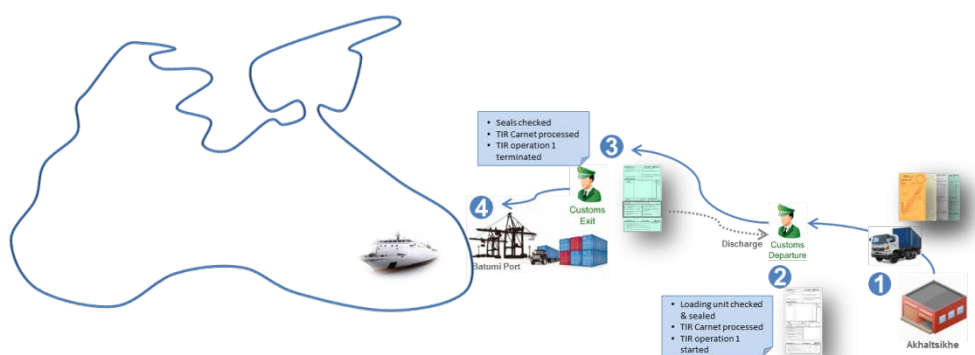 • Seals checked
• TIR Carnet processed
• TIR operation 1
terminated
3
4
Customs
Exit
Batumi Port
Discharge
Customs
Departure
2
1
• Loading unit checked
& sealed
• TIR Carnet processed
• TIR operation 1
started
Akhaltsikhe